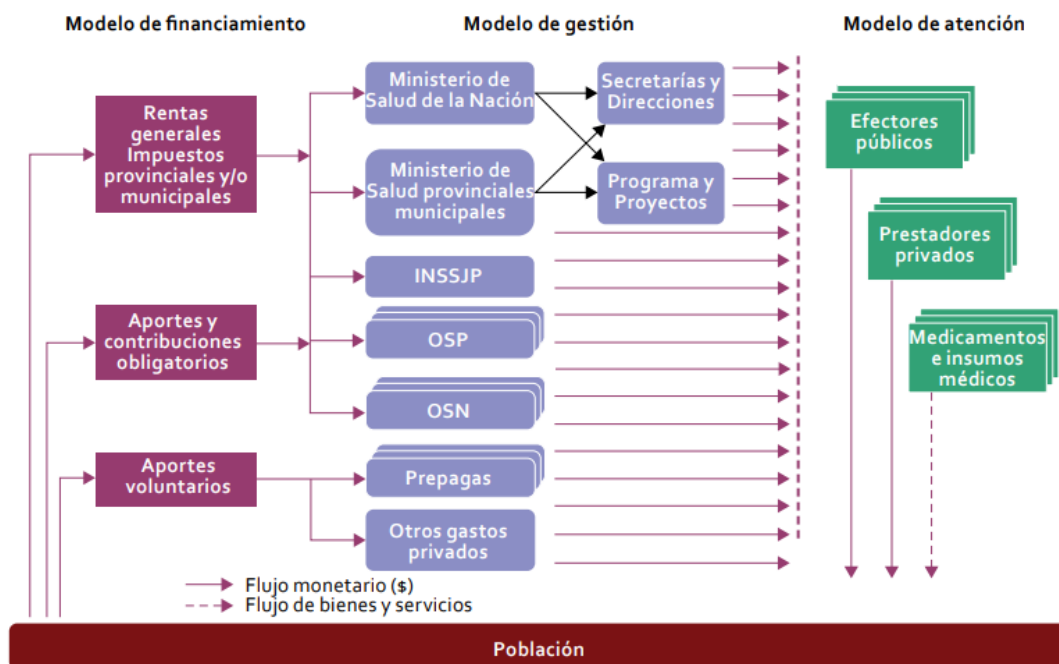 Modelo de financiamiento
Modelo de gestión
Modelo de atención
Rentas
generales
Impuestos
provinciales y/o
municipales
Aportes y
contribuciones
obligatorios
Aportes
voluntarios
Ministerio de
Salud de la Nación
Ministerio de
Salud provinciales
municipales
INSSJP
OSP
OSN
Prepagas
Otros gastos
privados
Secretarías y
Direcciones
Programa y
Proyectos
Efectores
públicos
Prestadores
privados
Medicamentos
e insumos
médicos
Flujo monetario ($)
Flujo de bienes y servicios
Población